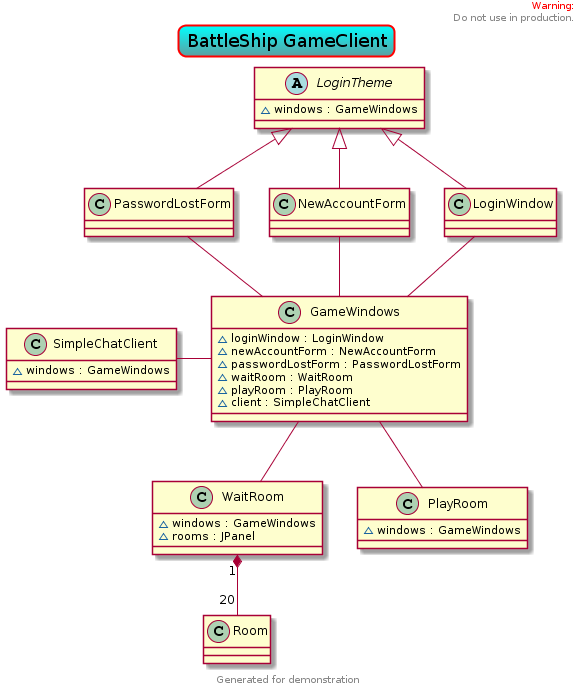 Warning:
Do not use in production.
BattleShip GameClient
A LoginTheme
windows : GameWindows
C PasswordLostForm
C NewAccountForm
C LoginWindow
C GameWindows
loginWindow : LoginWindow
newAccountForm : NewAccountForm
passwordLostForm : PasswordLostForm
waitRoom : WaitRoom
playRoom : PlayRoom
client : SimpleChatClient
C SimpleChatClient
windows : GameWindows
C WaitRoom
windows : GameWindows
rooms : JPanel
C PlayRoom
windows : GameWindows
1
20
C Room
Generated for demonstration